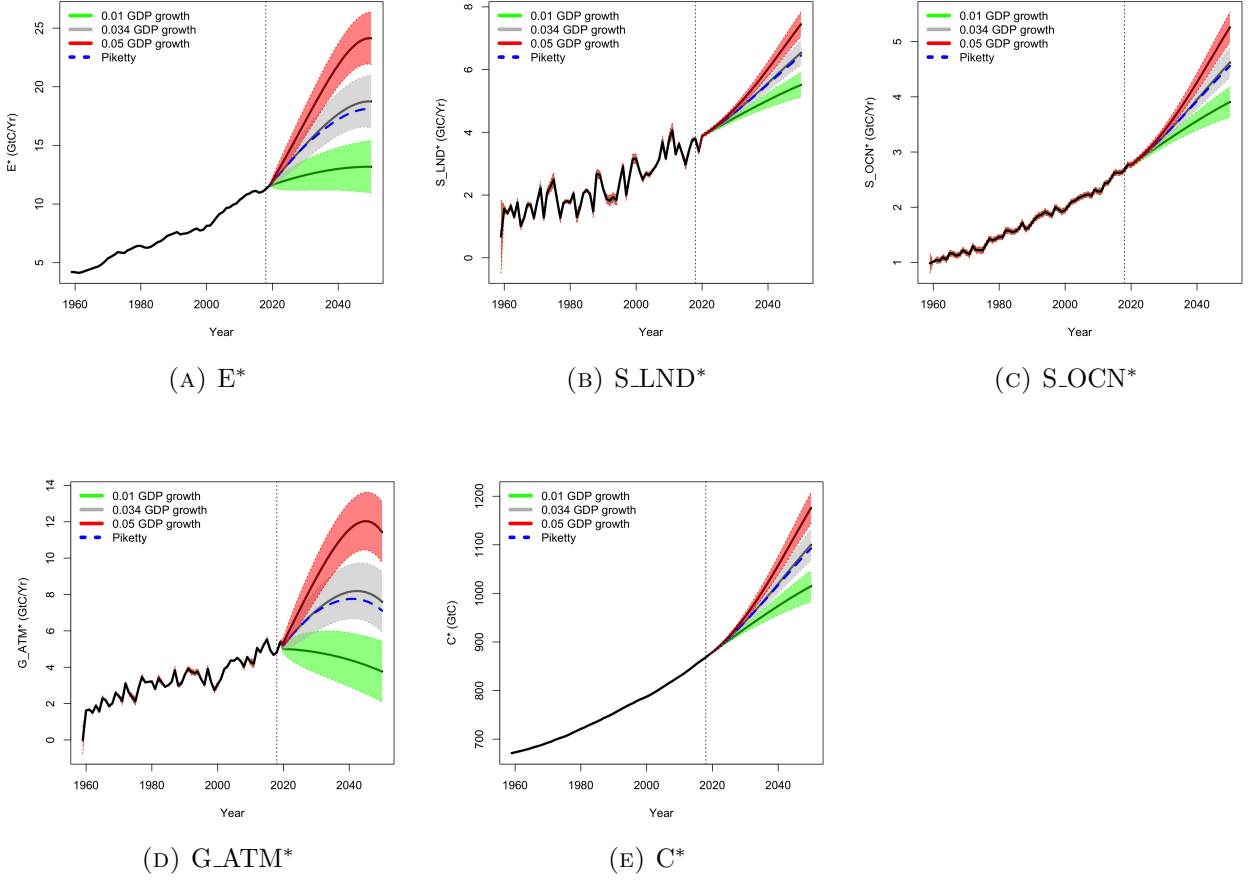 0.01 GDP growth
0.034 GDP growth
0.05 GDP growth
Piketty
E* (GtC/Yr)
5
10
15
20
25
1960
1980
2000
2020
2040
Year
(A) E*
0.01 GDP growth
0.034 GDP growth
0.05 GDP growth
Piketty
S_LND* (GtC/Yr)
0
2
4
6
8
1960
1980
2000
2020
2040
Year
(B) S_LND*
0.01 GDP growth
0.034 GDP growth
0.05 GDP growth
Piketty
S_OCN* (GtC/Yr)
1
2
3
4
5
1960
1980
2000
2020
2040
Year
(C) S_OCN*
0.01 GDP growth
0.034 GDP growth
0.05 GDP growth
Piketty
G_ATM* (GtC/Yr)
0
2
4
6
8
10
12
14
1960
1980
2000
2020
2040
Year
(D) G_ATM*
0.01 GDP growth
0.034 GDP growth
0.05 GDP growth
Piketty
C* (GtC)
700
800
900
1000
1100
1200
1960
1980
2000
2020
2040
Year
(E) C*